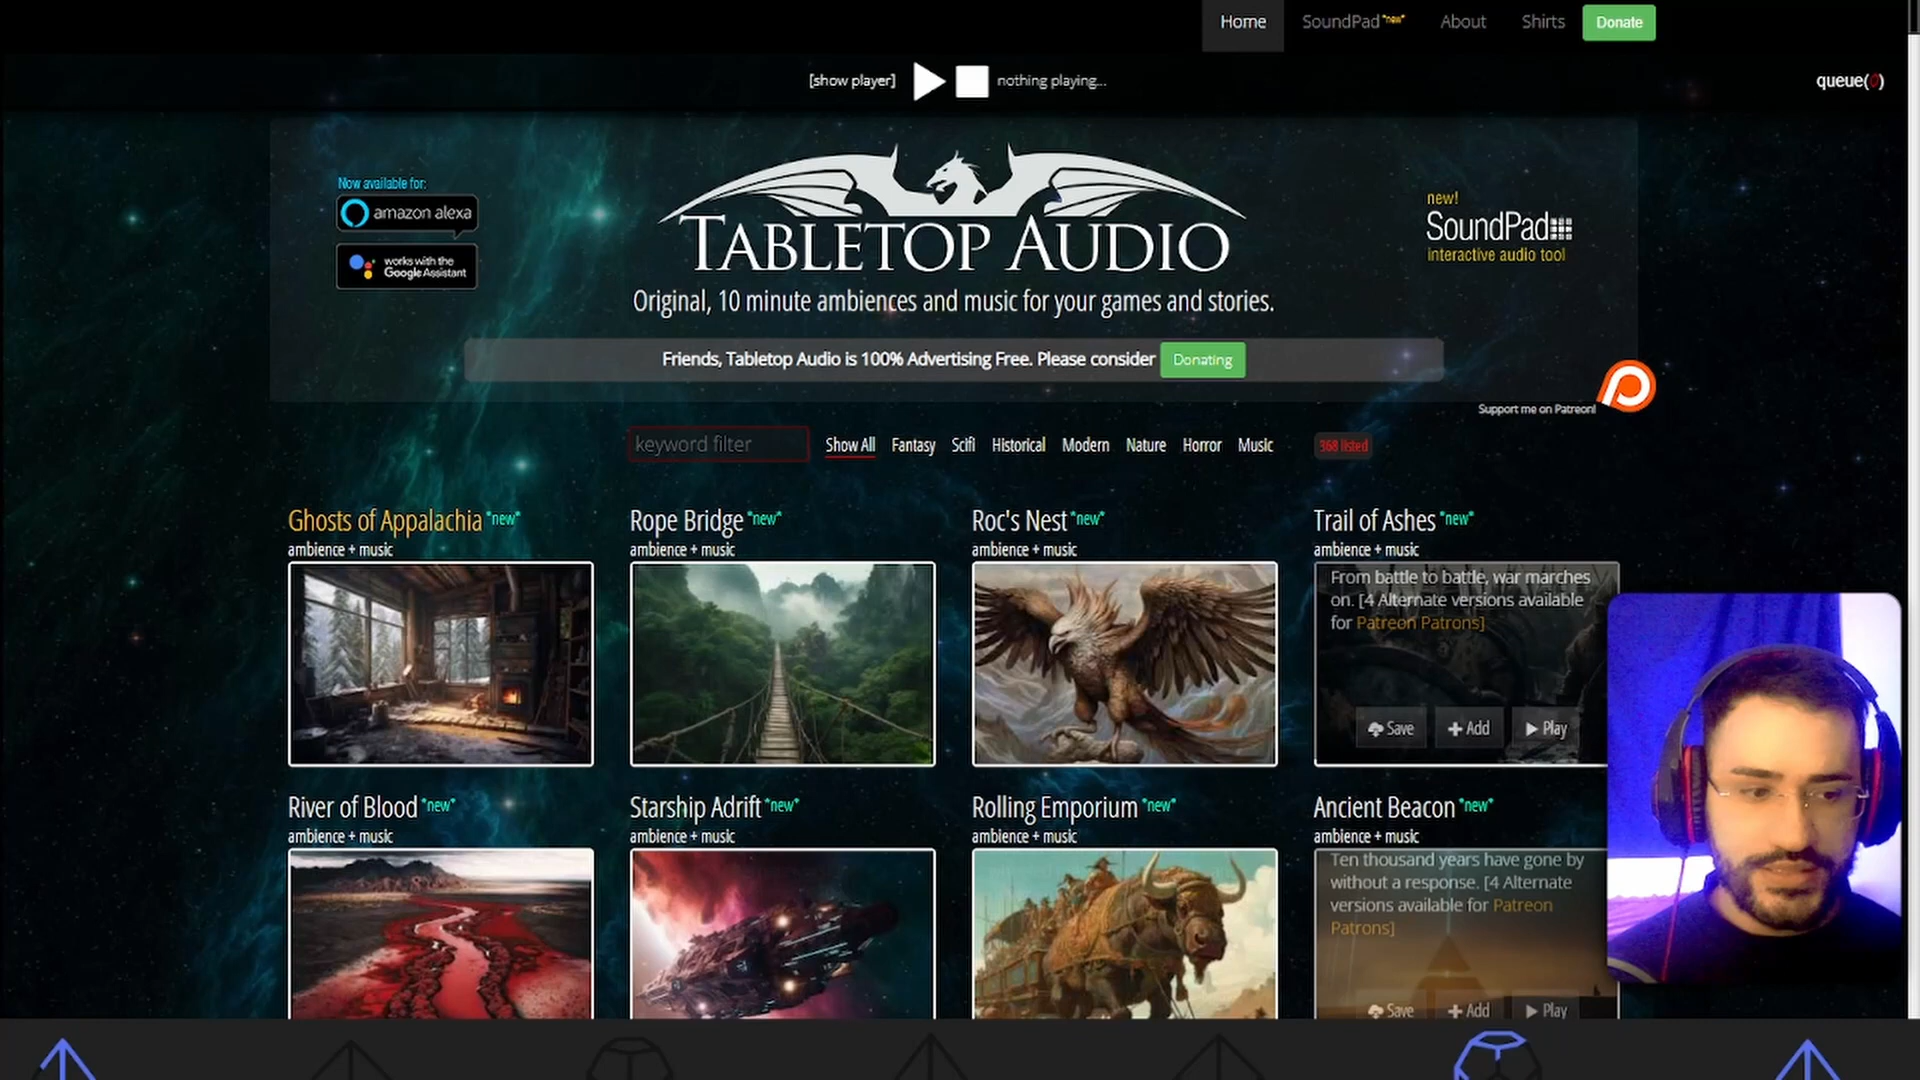 Home
SoundPad *new*
About
Shirts
Donate
[show player]
nothing playing...
queue(0)
Now available for:
amazon alexa
works with the
Google Assistant
TABLETOP AUDIO
Original, 10 minute ambiences and music for your games and stories.
new!
SoundPad
interactive audio tool
Friends, Tabletop Audio is 100% Advertising Free. Please consider Donating
Support me on Patreon!
keyword filter
Show All
Fantasy
Scifi
Historical
Modern
Nature
Horror
Music
368 listed
Ghosts of Appalachia *new*
ambience + music
Rope Bridge *new*
ambience + music
Roc's Nest *new*
ambience + music
Trail of Ashes *new*
ambience + music
From battle to battle, war marches
on. [4 Alternate versions available
for Patreon Patrons]
Save
Add
Play
River of Blood *new*
ambience + music
Starship Adrift *new*
ambience + music
Rolling Emporium *new*
ambience + music
Ancient Beacon *new*
ambience + music
Ten thousand years have gone by
without a response. [4 Alternate
versions available for Patreon
Patrons]
Save
Add
Play